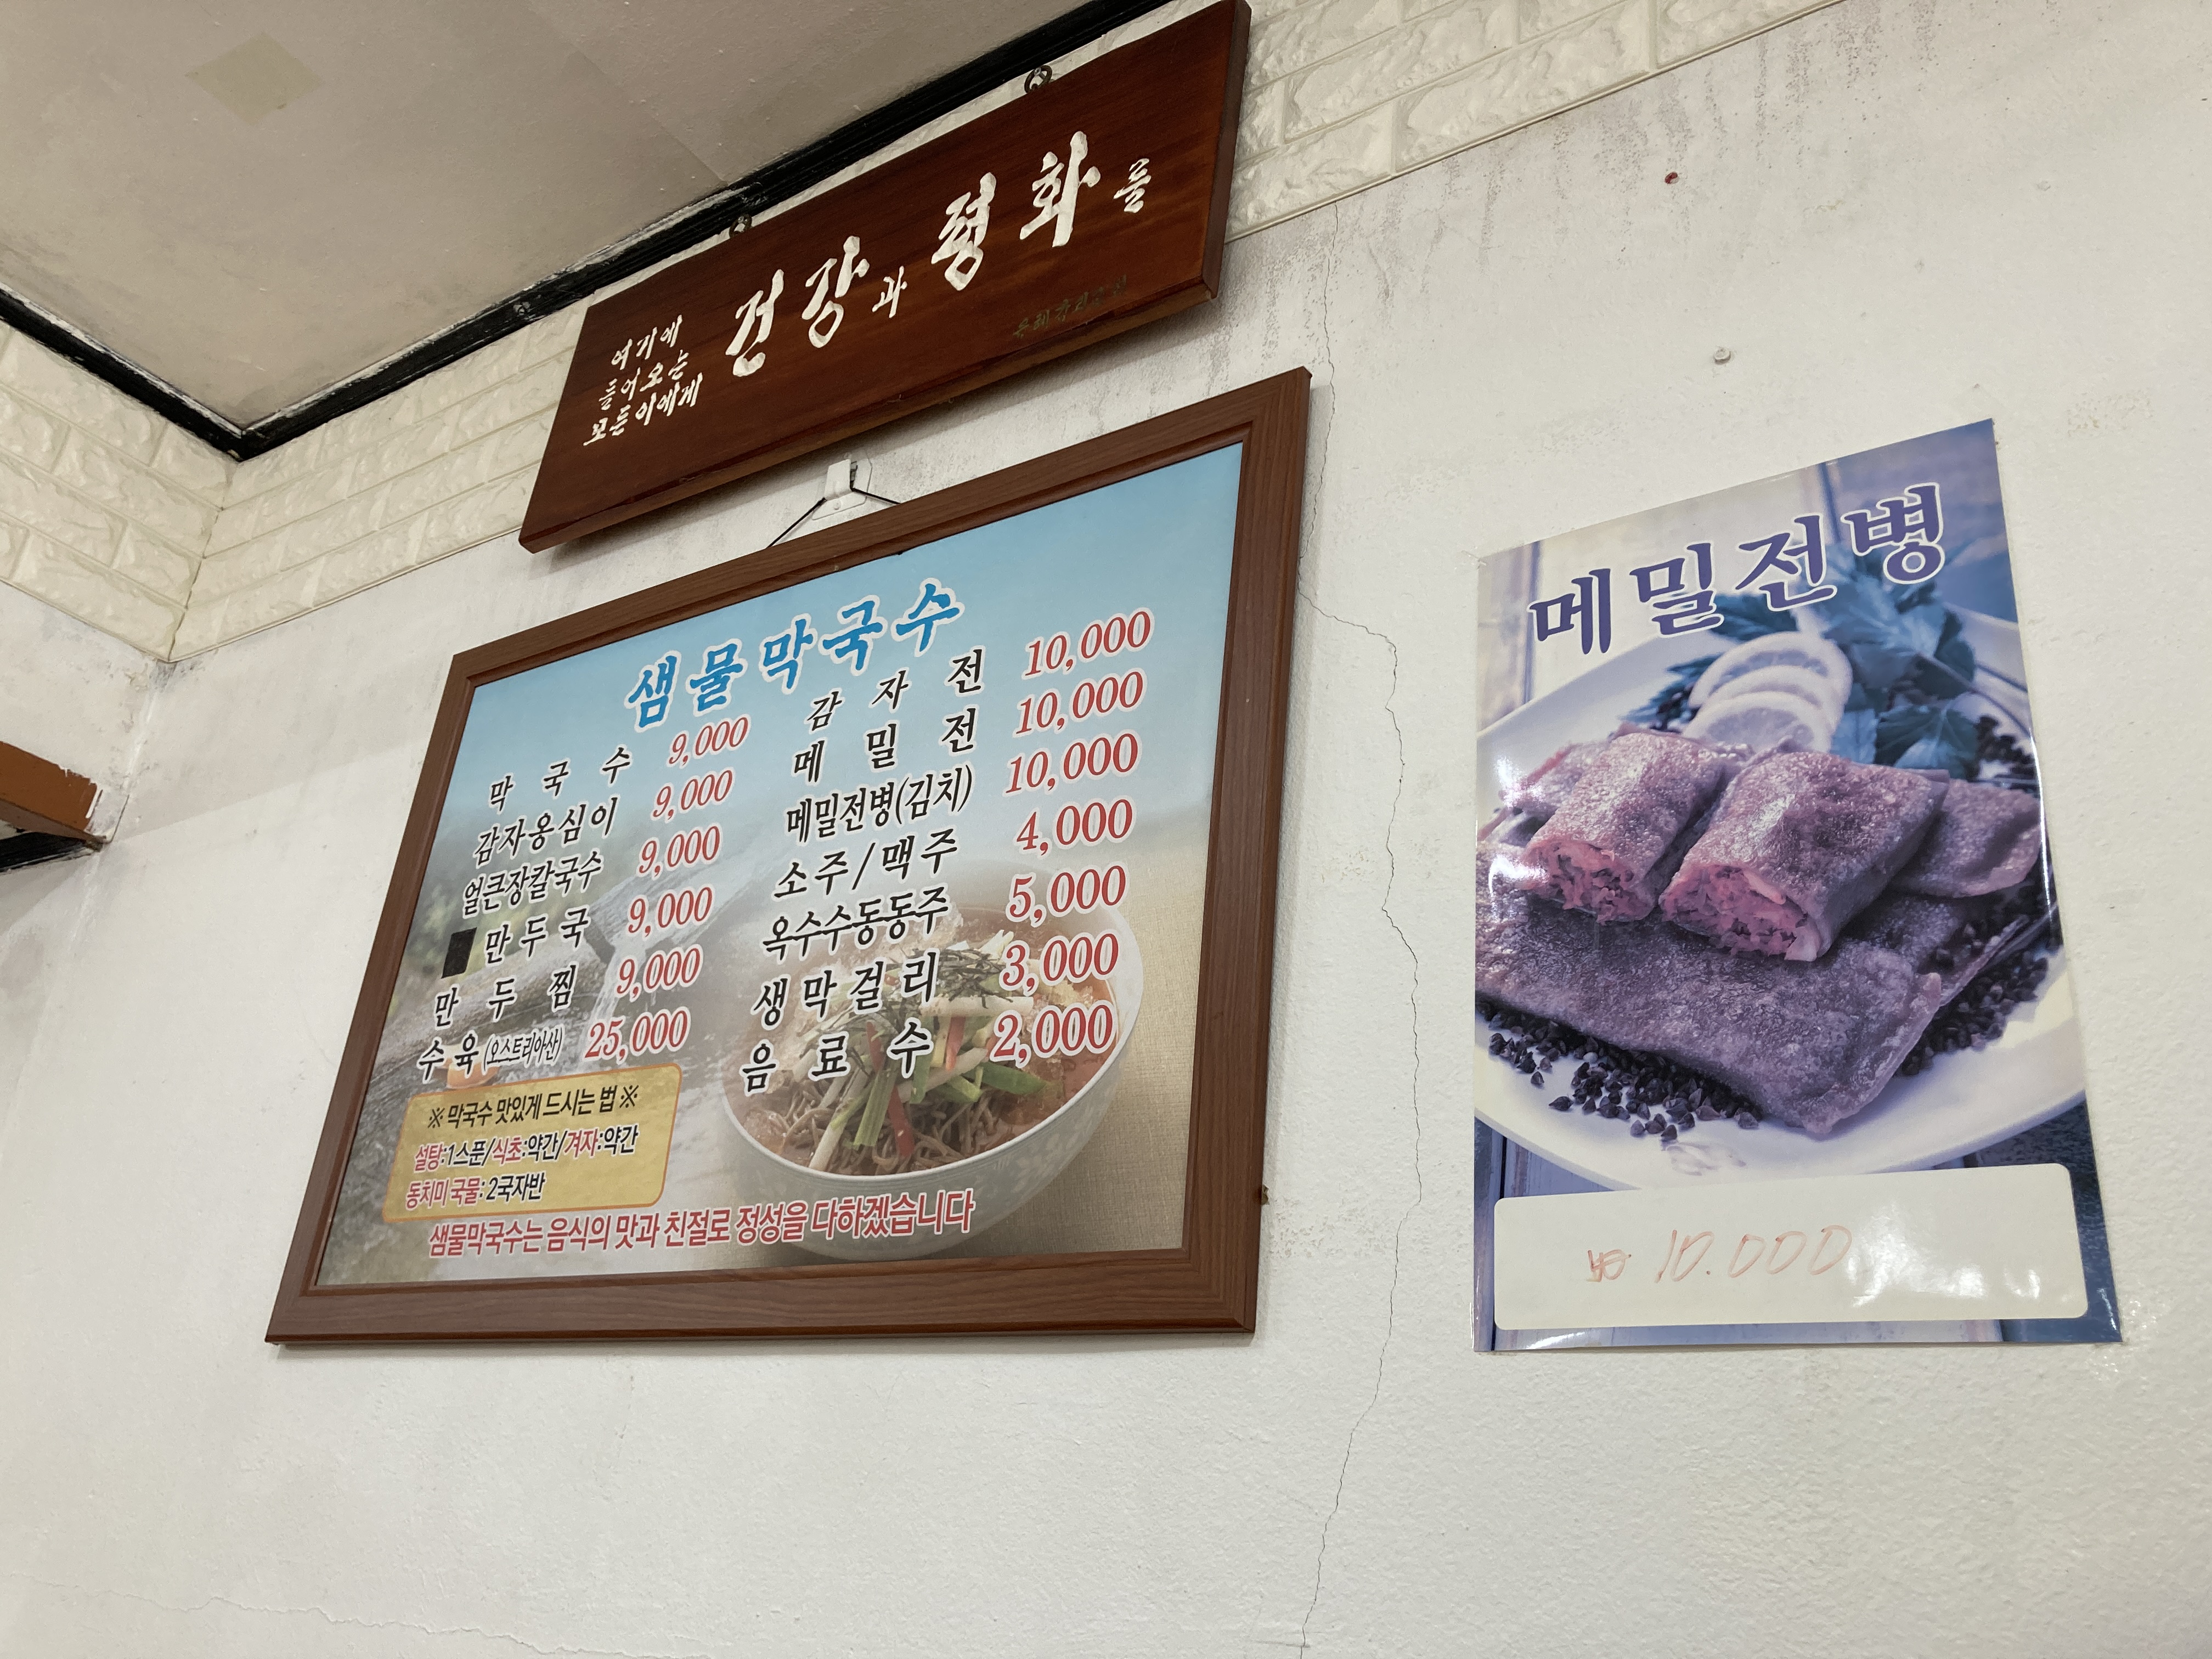 여기에
들어오는
모든이에게
건강과 평화를
샘물막국수
막국수 9,000
감자옹심이 9,000
얼큰장칼국수 9,000
만두국 9,000
만두찜 9,000
수육(오스트리아산) 25,000
감자전 10,000
메밀전 10,000
메밀전병(김치) 10,000
소주/맥주 4,000
옥수수동동주 5,000
생막걸리 3,000
음료수 2,000
※ 막국수 맛있게 드시는 법 ※
설탕:1스푼/식초:약간/겨자:약간
동치미 국물: 2국자반
샘물막국수는 음식의 맛과 친절로 정성을 다하겠습니다
메밀전병
₩ 10.000